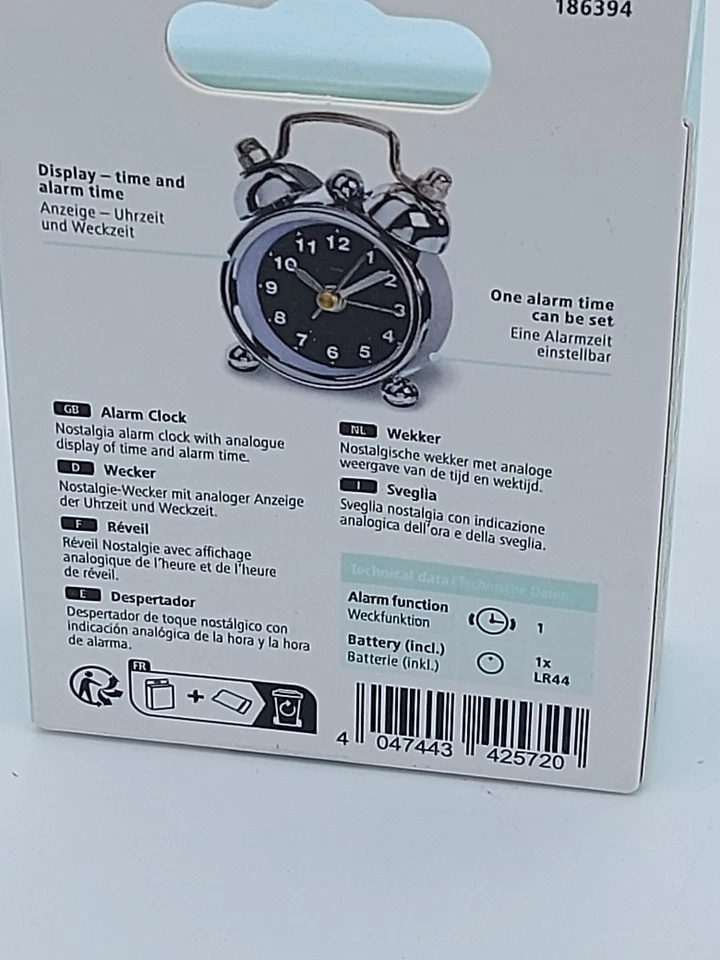 186394
Display – time and
alarm time
Anzeige – Uhrzeit
und Weckzeit
11 12 1
10 2
9 3
8 4
7 6 5
One alarm time
can be set
Eine Alarmzeit
einstellbar
GB Alarm Clock
Nostalgia alarm clock with analogue
display of time and alarm time.
D Wecker
Nostalgie-Wecker mit analoger Anzeige
der Uhrzeit und Weckzeit.
F Réveil
Réveil Nostalgie avec affichage
analogique de l'heure et de l'heure
de réveil.
E Despertador
Despertador de toque nostálgico con
indicación analógica de la hora y la hora
de alarma.
NL Wekker
Nostalgische wekker met analoge
weergave van de tijd en wektijd.
I Sveglia
Sveglia nostalgia con indicazione
analogica dell'ora e della sveglia.
Technical data | Technische Daten
Alarm function
Weckfunktion
1
Battery (incl.)
Batterie (inkl.)
1x
LR44
FR
4 047443 425720